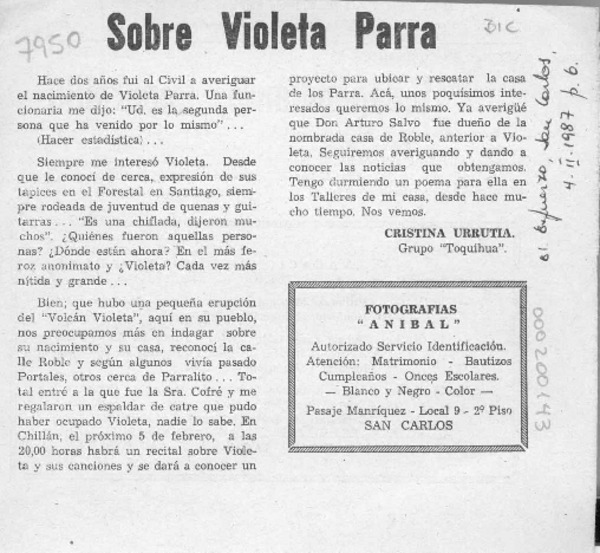 7950
Sobre Violeta Parra
BIC
Hace dos años fui al Civil a averiguar
el nacimiento de Violeta Parra. Una fun-
cionaria me dijo: "Ud. es la segunda per-
sona que ha venido por lo mismo"...
(Hacer estadística)...
Siempre me interesó Violeta. Desde
que le conocí de cerca, expresión de sus
tapices en el Forestal en Santiago, siem-
pre rodeada de juventud de quenas y gui-
tarras... "Es una chiflada, dijeron mu-
chos". ¿Quiénes fueron aquellas perso-
nas? ¿Dónde están ahora? En el más fe-
roz anonimato y ¿Violeta? Cada vez más
nítida y grande...
Bien; que hubo una pequeña erupción
del "Volcán Violeta", aquí en su pueblo,
nos preocupamos más en indagar sobre
su nacimiento y su casa, reconocí la ca-
lle Roble y según algunos vivía pasado
Portales, otros cerca de Parralito... To-
tal entré a la que fue la Sra. Cofré y me
regalaron un espaldar de catre que pudo
haber ocupado Violeta, nadie lo sabe. En
Chillán, el próximo 5 de febrero, a las
20,00 horas habrá un recital sobre Viole-
ta y sus canciones y se dará a conocer un
proyecto para ubicar y rescatar la casa
de los Parra. Acá, unos poquísimos inte-
resados queremos lo mismo. Ya averigüé
que Don Arturo Salvo fue dueño de la
nombrada casa de Roble, anterior a Vio-
leta. Seguiremos averiguando y dando a
conocer las noticias que obtengamos.
Tengo durmiendo un poema para ella en
los Talleres de mi casa, desde hace mu-
cho tiempo. Nos vemos.
CRISTINA URRUTIA.
Grupo "Toquihua".
FOTOGRAFIAS
"ANIBAL"
Autorizado Servicio Identificación.
Atención: Matrimonio - Bautizos
Cumpleaños - Onces Escolares.
— Blanco y Negro - Color —
Pasaje Manríquez - Local 9 - 2º Piso
SAN CARLOS
El Esfuerzo, San Carlos,
4-II-1987 p. 6.
000200143